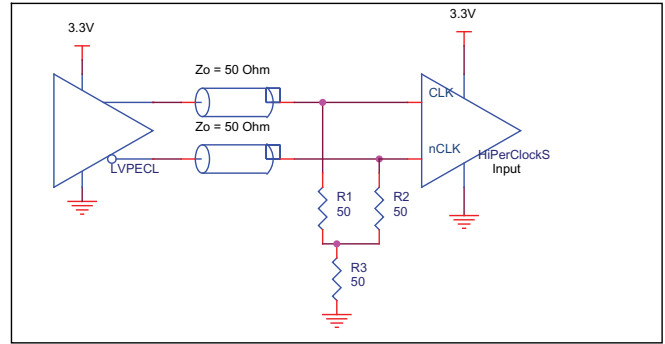 3.3V
3.3V
Zo = 50 Ohm
CLK
Zo = 50 Ohm
nCLK
LVPECL
HiPerClockS
Input
R1
50
R2
50
R3
50